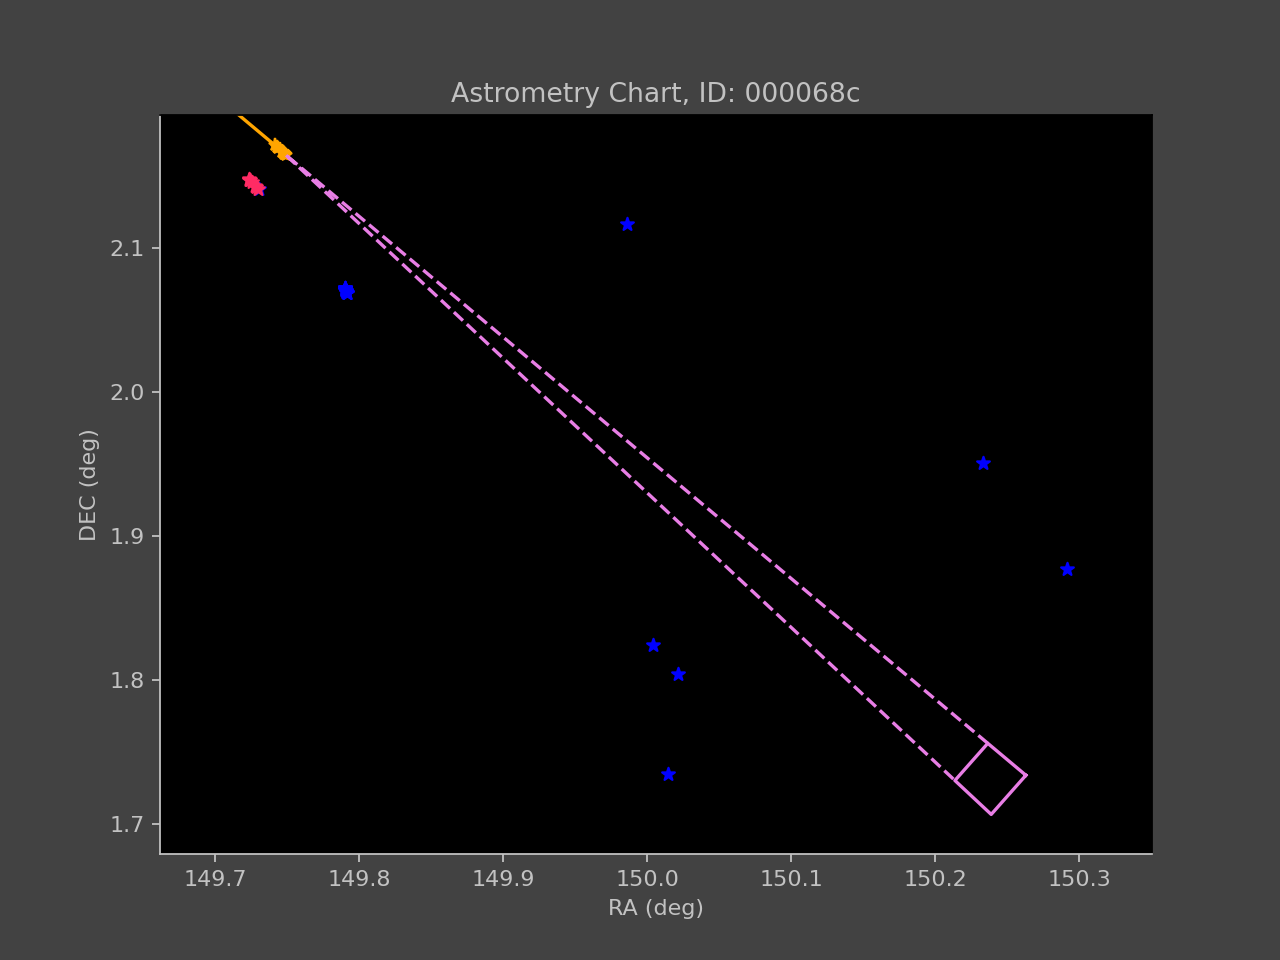 Astrometry Chart, ID: 000068c
DEC (deg)
2.1
2.0
1.9
1.8
1.7
149.7 149.8 149.9 150.0 150.1 150.2 150.3
RA (deg)